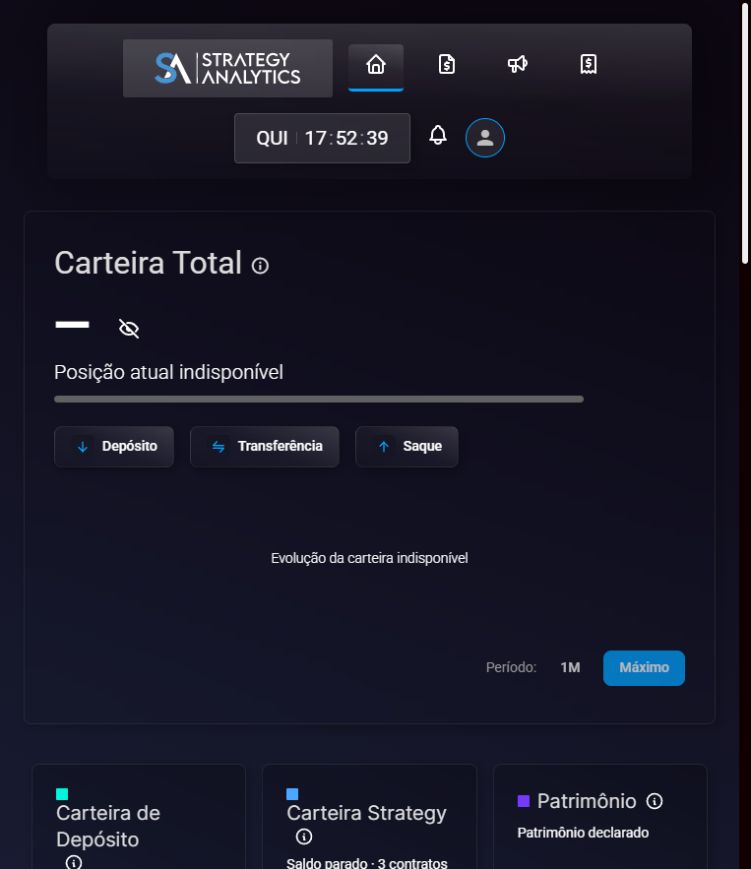 STRATEGY
ANALYTICS
QUI 17:52:39
Carteira Total
Posição atual indisponível
Depósito
Transferência
Saque
Evolução da carteira indisponível
Período:
1M
Máximo
Carteira de
Depósito
Carteira Strategy
Saldo parado · 3 contratos
Patrimônio
Patrimônio declarado